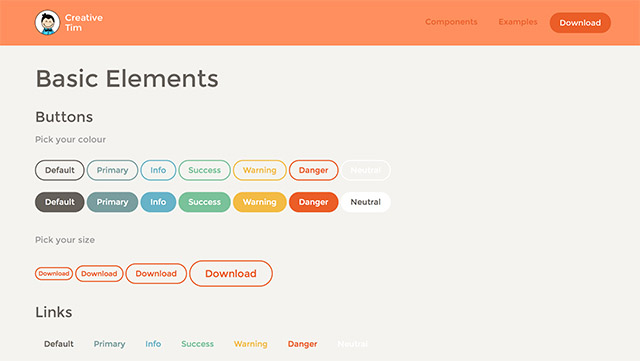 Creative
Tim
Components Examples Download
Basic Elements
Buttons
Pick your colour
Default Primary Info Success Warning Danger Neutral
Default Primary Info Success Warning Danger Neutral
Pick your size
Download Download Download Download
Links
Default Primary Info Success Warning Danger Neutral